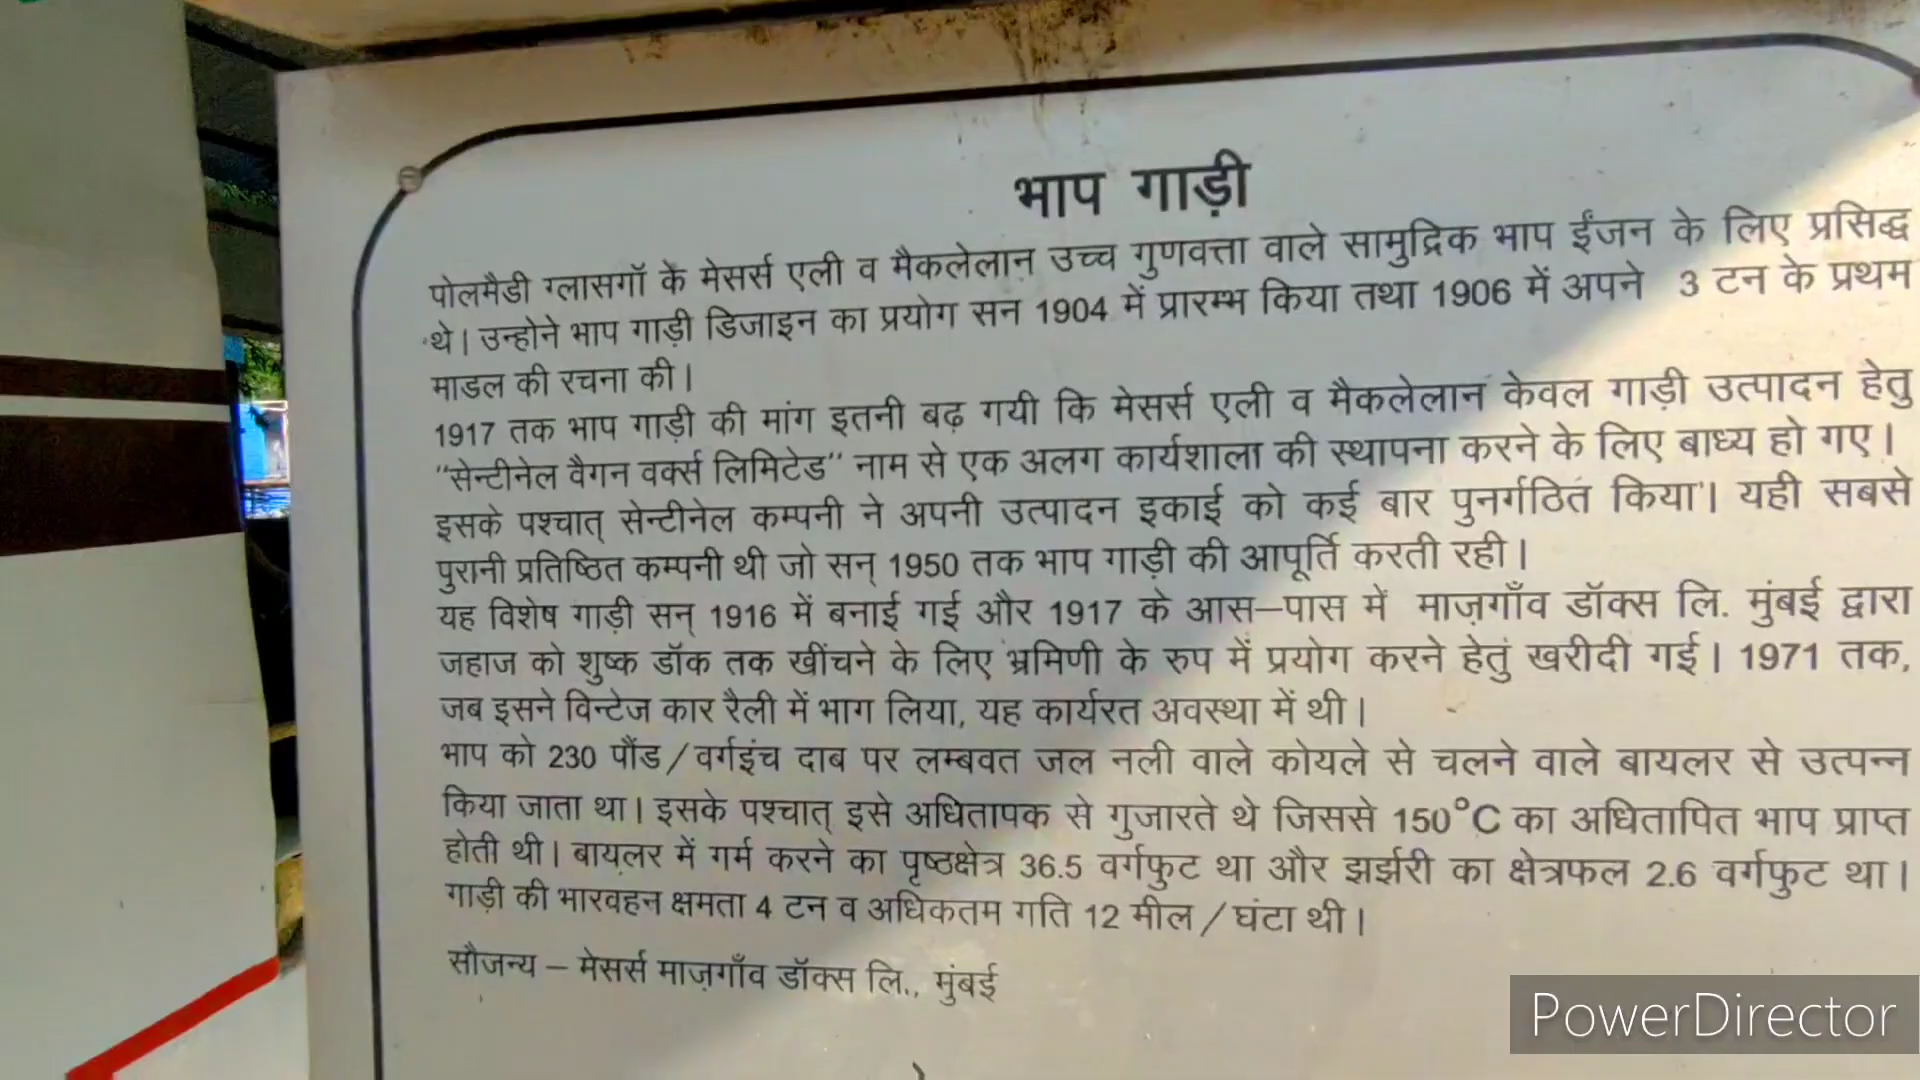 भाप गाड़ी
पोलमैडी ग्लासगॉ के मेसर्स एली व मैकलेलान उच्च गुणवत्ता वाले सामुद्रिक भाप ईंजन के लिए प्रसिद्ध
थे। उन्होने भाप गाड़ी डिजाइन का प्रयोग सन 1904 में प्रारम्भ किया तथा 1906 में अपने 3 टन के प्रथम
माडल की रचना की।
1917 तक भाप गाड़ी की मांग इतनी बढ़ गयी कि मेसर्स एली व मैकलेलान केवल गाड़ी उत्पादन हेतु
"सेन्टीनेल वैगन वर्क्स लिमिटेड" नाम से एक अलग कार्यशाला की स्थापना करने के लिए बाध्य हो गए।
इसके पश्चात् सेन्टीनेल कम्पनी ने अपनी उत्पादन इकाई को कई बार पुनर्गठित किया। यही सबसे
पुरानी प्रतिष्ठित कम्पनी थी जो सन् 1950 तक भाप गाड़ी की आपूर्ति करती रही।
यह विशेष गाड़ी सन् 1916 में बनाई गई और 1917 के आस–पास में माज़गाँव डॉक्स लि. मुंबई द्वारा
जहाज को शुष्क डॉक तक खींचने के लिए भ्रमिणी के रुप में प्रयोग करने हेतुं खरीदी गई। 1971 तक,
जब इसने विन्टेज कार रैली में भाग लिया, यह कार्यरत अवस्था में थी।
भाप को 230 पौंड/वर्गइंच दाब पर लम्बवत जल नली वाले कोयले से चलने वाले बायलर से उत्पन्न
किया जाता था। इसके पश्चात् इसे अधितापक से गुजारते थे जिससे 150°C का अधितापित भाप प्राप्त
होती थी। बायलर में गर्म करने का पृष्ठक्षेत्र 36.5 वर्गफुट था और झर्झरी का क्षेत्रफल 2.6 वर्गफुट था।
गाड़ी की भारवहन क्षमता 4 टन व अधिकतम गति 12 मील/घंटा थी।
सौजन्य – मेसर्स माज़गाँव डॉक्स लि., मुंबई
PowerDirector